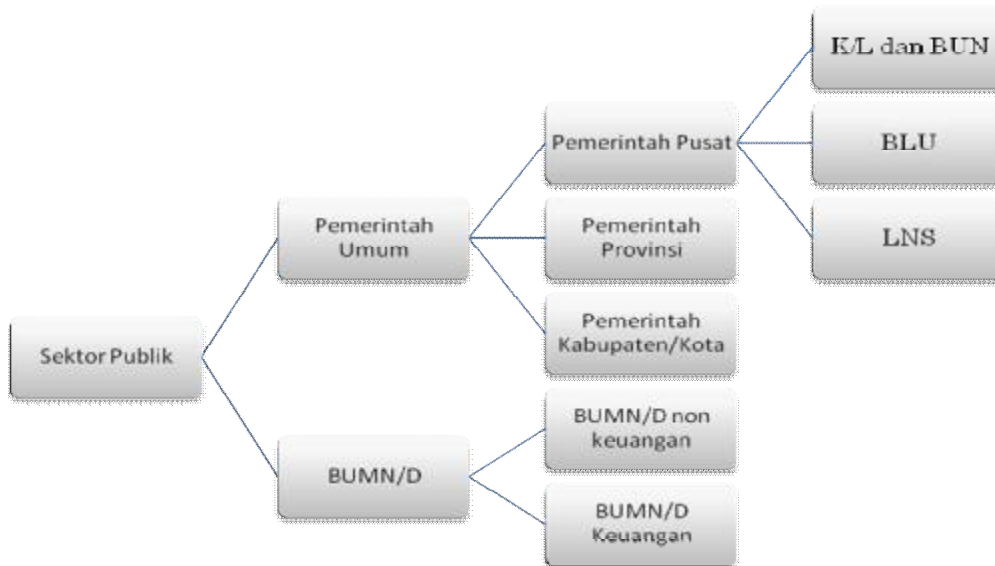 K/L dan BUN
Pemerintah Pusat
BLU
Pemerintah
Umum
Pemerintah
Provinsi
LNS
Sektor Publik
Pemerintah
Kabupaten/Kota
BUMN/D non
keuangan
BUMN/D
BUMN/D
Keuangan